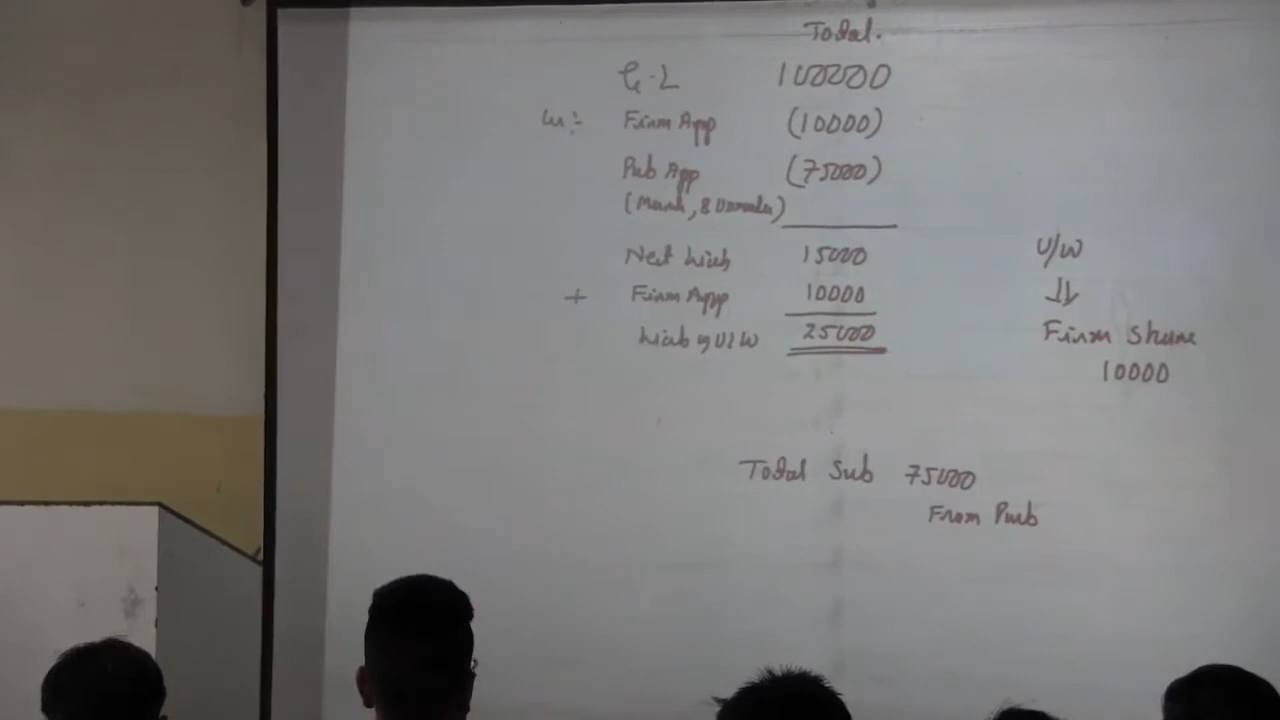 Total.
G.L 100000
Less:- Firm App (10000)
Pub App (75000)
(Mark, & Unmarked)
Net Liab 15000
+ Firm App 10000
Liab of U/W 25000
U/W
⇓
Firm Share
10000
Total Sub 75000
From Pub